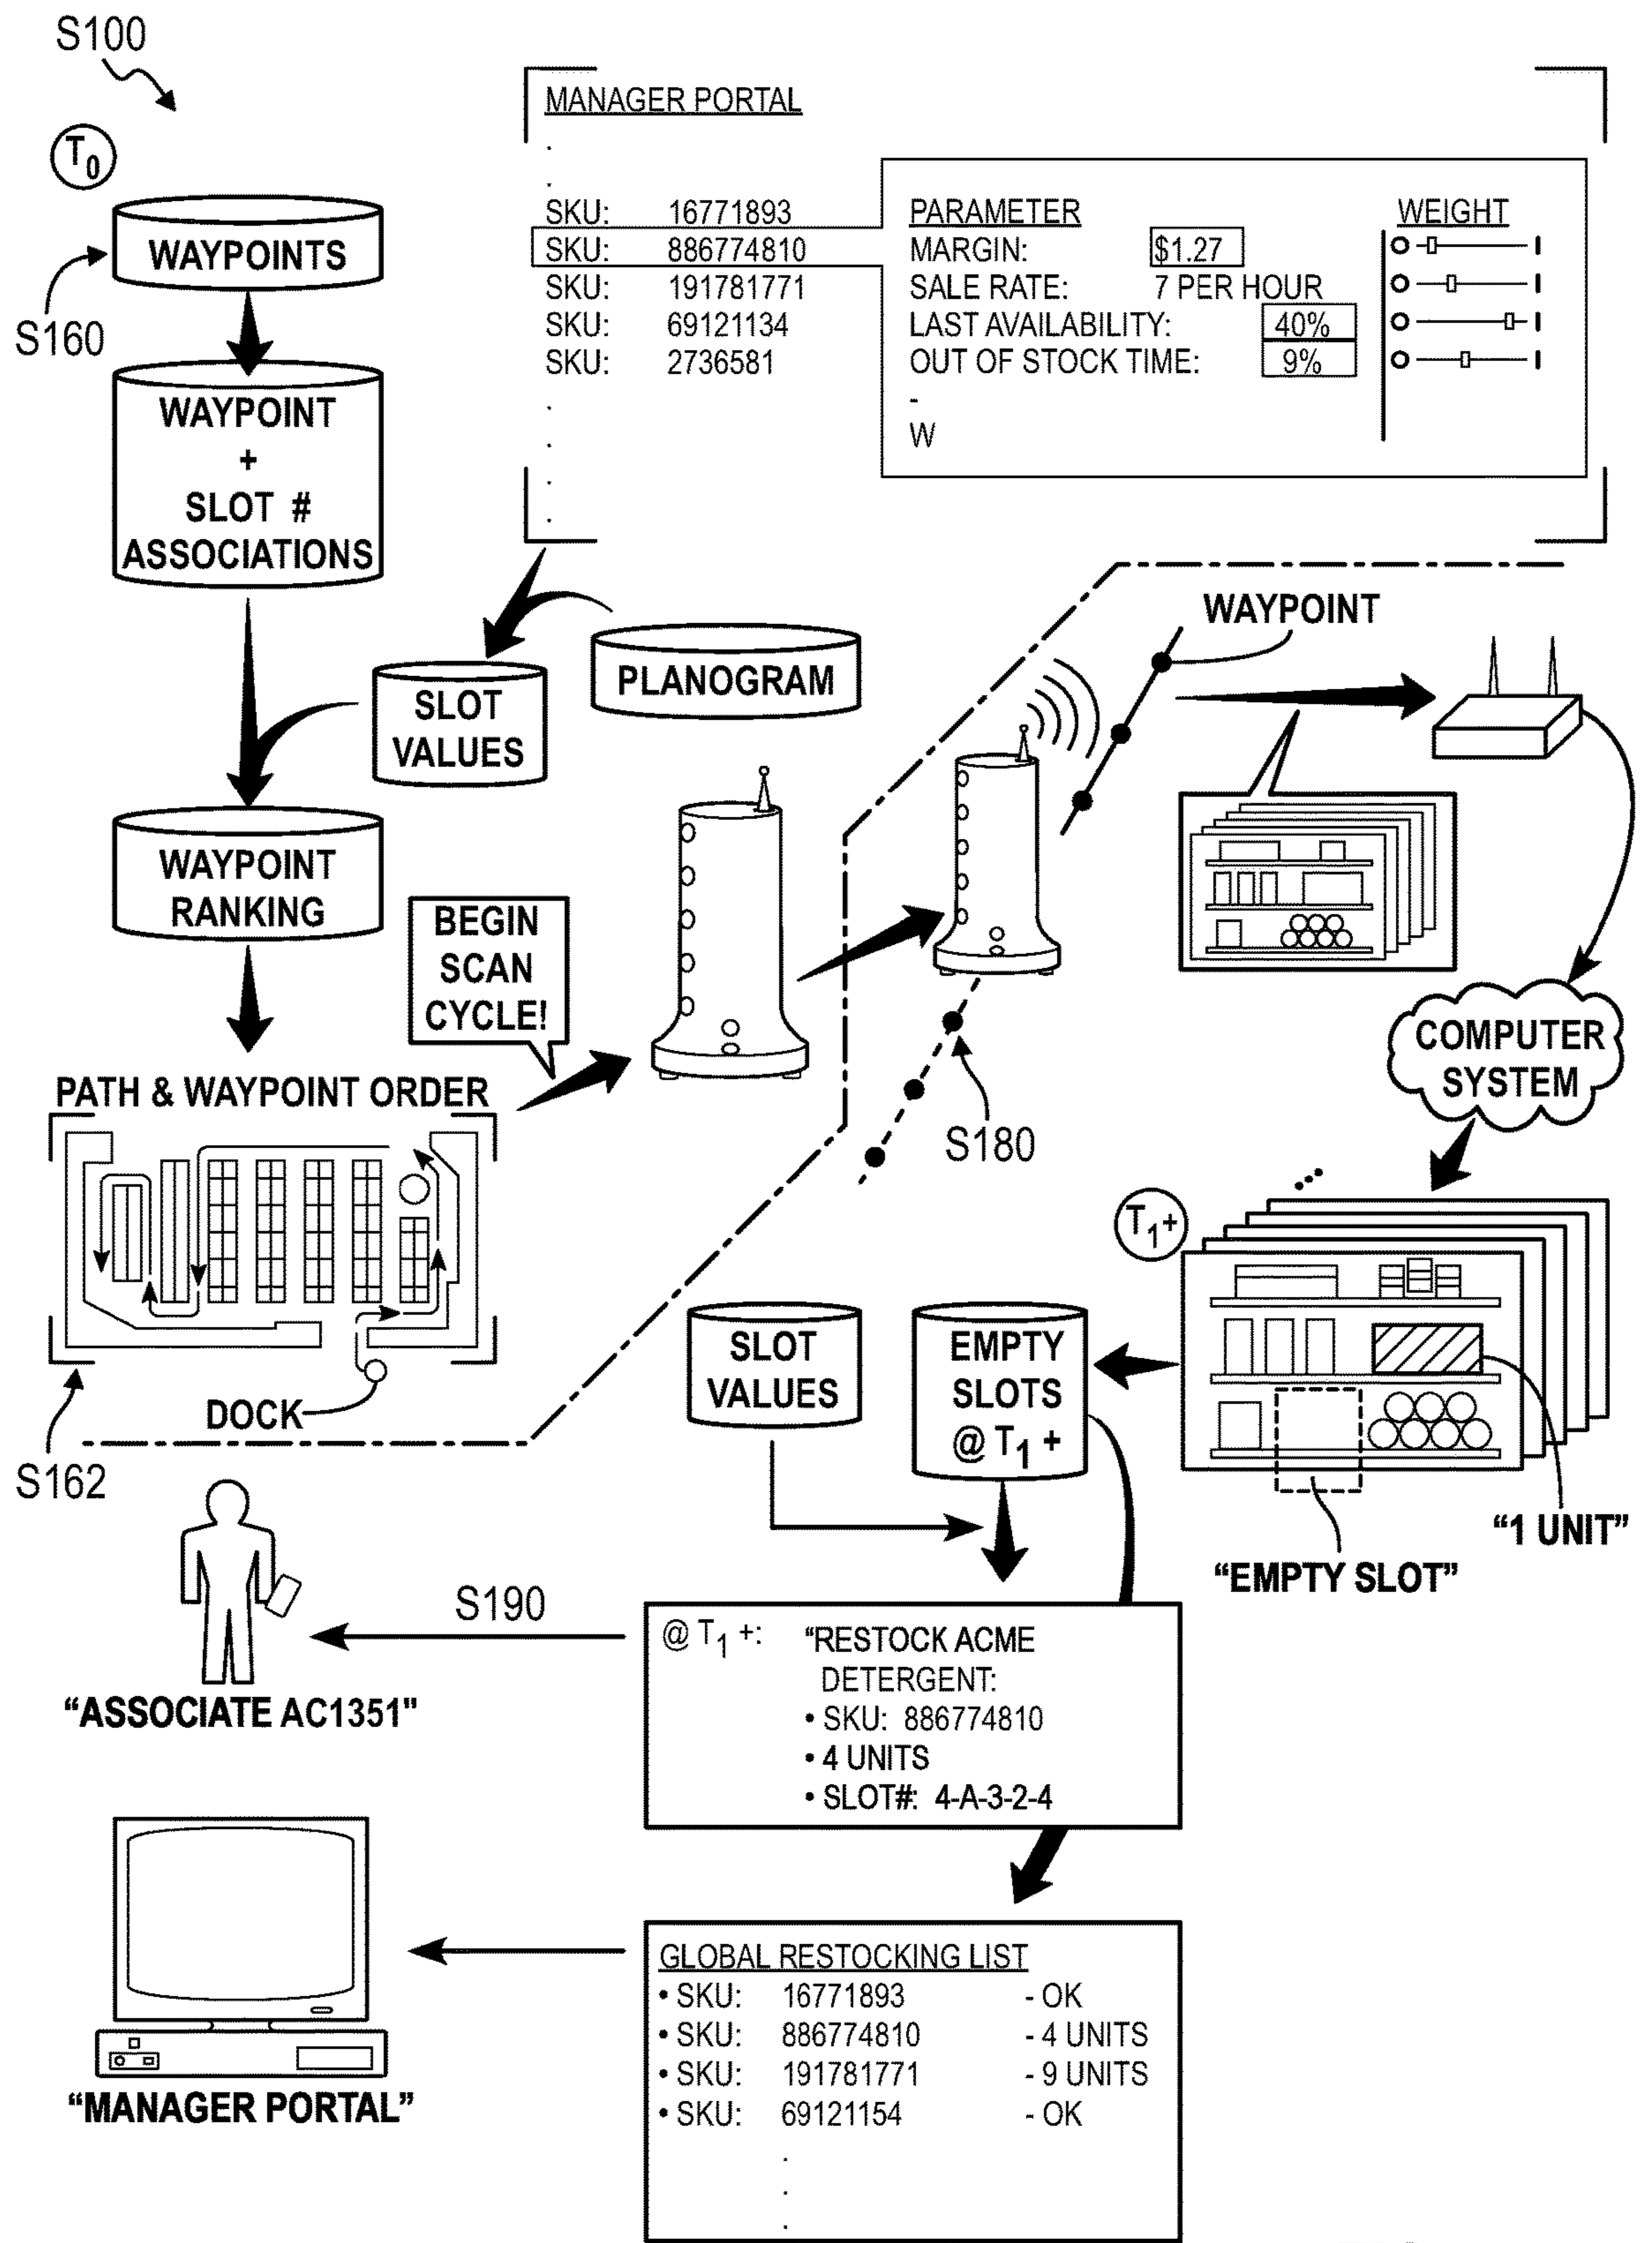 S100
T0
WAYPOINTS
S160
WAYPOINT
+
SLOT #
ASSOCIATIONS
MANAGER PORTAL
.
.
SKU: 16771893
SKU: 886774810
SKU: 191781771
SKU: 69121134
SKU: 2736581
.
.
.
.
PARAMETER WEIGHT
MARGIN: $1.27 O I
SALE RATE: 7 PER HOUR O I
LAST AVAILABILITY: 40% O I
OUT OF STOCK TIME: 9% O I
-
W
PLANOGRAM
SLOT
VALUES
WAYPOINT
RANKING
BEGIN
SCAN
CYCLE!
PATH & WAYPOINT ORDER
DOCK
S162
WAYPOINT
S180
COMPUTER
SYSTEM
T1+
"1 UNIT"
"EMPTY SLOT"
SLOT
VALUES
EMPTY
SLOTS
@ T1 +
S190
"ASSOCIATE AC1351"
@ T1 +: "RESTOCK ACME
DETERGENT:
• SKU: 886774810
• 4 UNITS
• SLOT#: 4-A-3-2-4
"MANAGER PORTAL"
GLOBAL RESTOCKING LIST
• SKU: 16771893 - OK
• SKU: 886774810 - 4 UNITS
• SKU: 191781771 - 9 UNITS
• SKU: 69121154 - OK
.
.
.